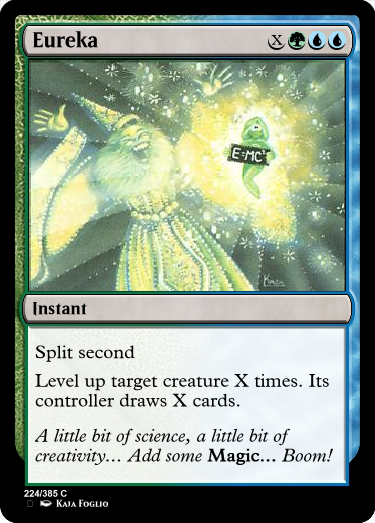 Eureka X
E=MC²
Instant
Split second
Level up target creature X times. Its
controller draws X cards.
A little bit of science, a little bit of
creativity... Add some Magic... Boom!
224/385 C
Kaja Foglio